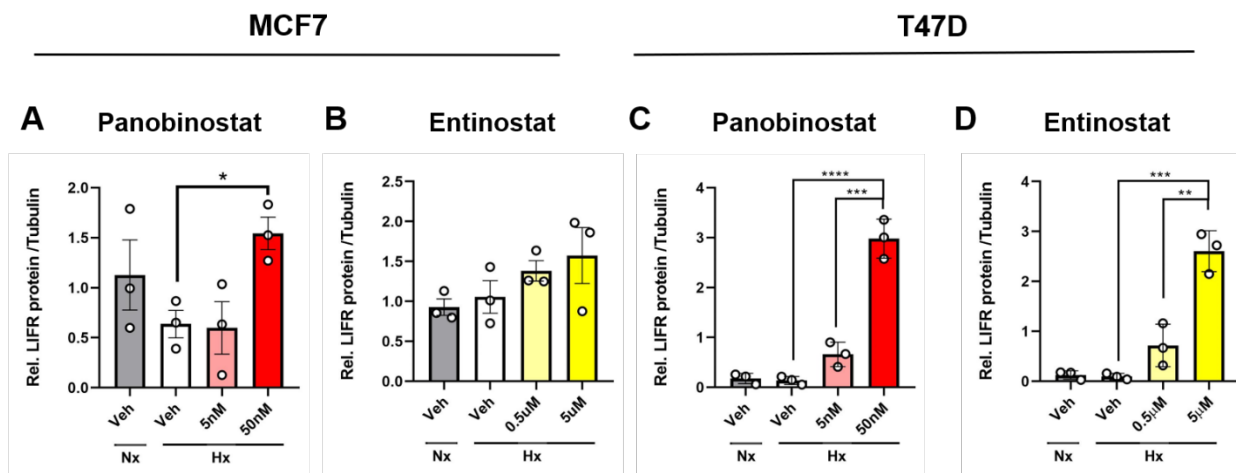 MCF7
T47D
A Panobinostat
B Entinostat
C Panobinostat
D Entinostat
Rel. LIFR protein /Tubulin
2.0
1.5
1.0
0.5
0.0
*
Veh
Veh
5nM
50nM
Nx
Hx
Rel. LIFR protein /Tubulin
2.5
2.0
1.5
1.0
0.5
0.0
Veh
Veh
0.5uM
5uM
Nx
Hx
Rel. LIFR protein /Tubulin
4
3
2
1
0
****
***
Veh
Veh
5nM
50nM
Nx
Hx
Rel. LIFR protein /Tubulin
4
3
2
1
0
***
**
Veh
Veh
0.5μM
5μM
Nx
Hx